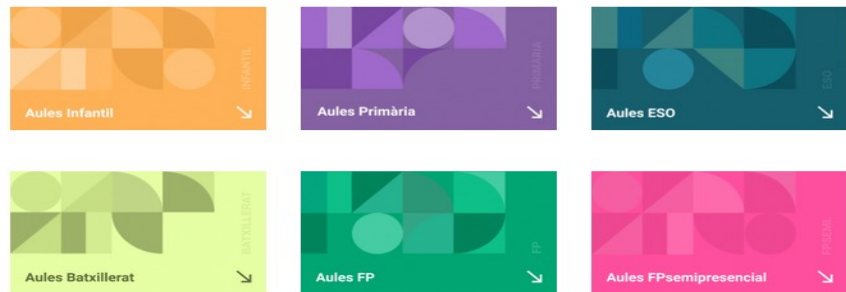 INFANTIL
Aules Infantil
PRIMÀRIA
Aules Primària
ESO
Aules ESO
BATXILLERAT
Aules Batxillerat
FP
Aules FP
FPSEMI.
Aules FPsemipresencial